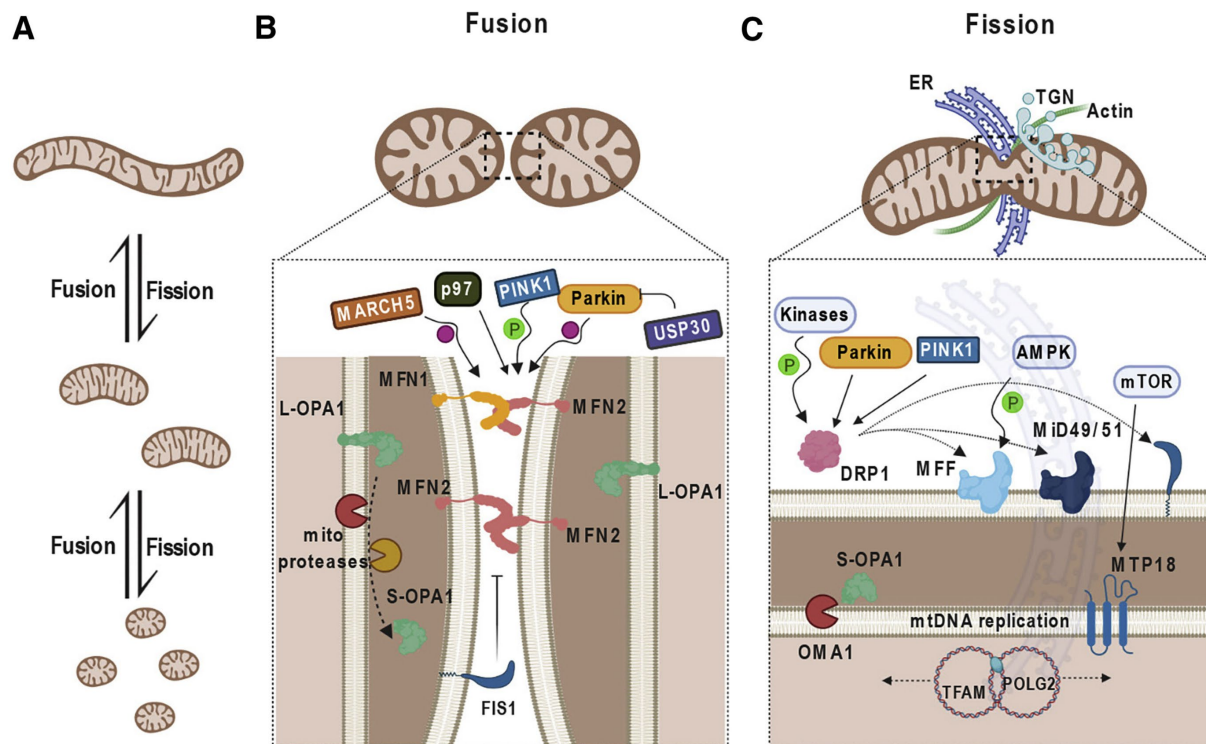 A
Fusion
Fission
Fusion
Fission
B
Fusion
MARCH5
p97
PINK1
Parkin
USP30
P
MFN1
MFN2
L-OPA1
MFN2
MFN2
L-OPA1
mito
proteases
S-OPA1
FIS1
C
Fission
ER
TGN
Actin
Kinases
P
Parkin
PINK1
AMPK
P
mTOR
DRP1
MFF
MiD49/51
S-OPA1
MTP18
mtDNA replication
OMA1
TFAM
POLG2